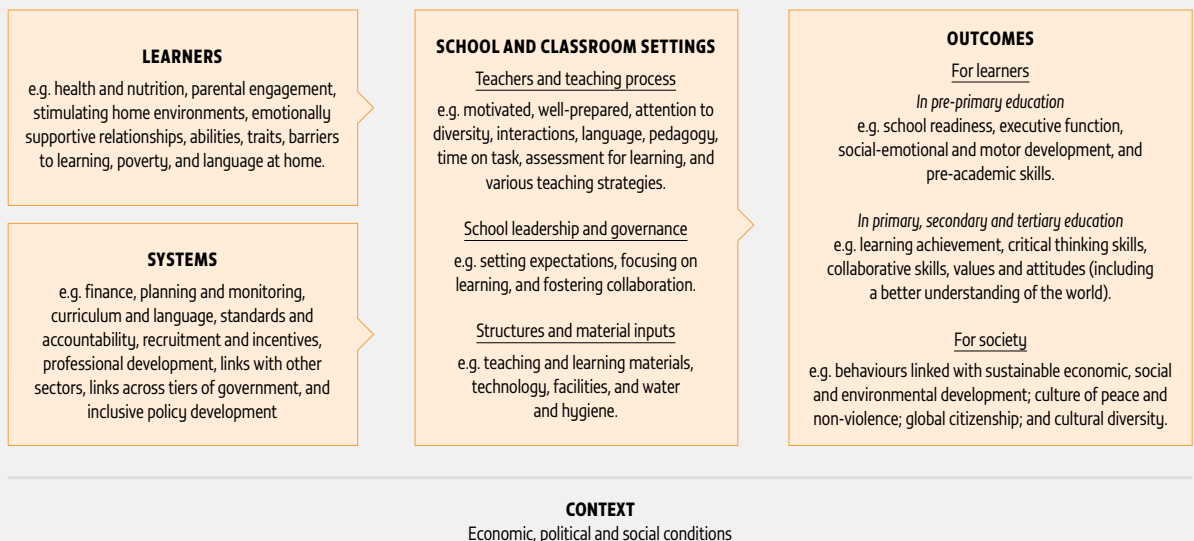 LEARNERS
e.g. health and nutrition, parental engagement,
stimulating home environments, emotionally
supportive relationships, abilities, traits, barriers
to learning, poverty, and language at home.
SYSTEMS
e.g. finance, planning and monitoring,
curriculum and language, standards and
accountability, recruitment and incentives,
professional development, links with other
sectors, links across tiers of government, and
inclusive policy development
SCHOOL AND CLASSROOM SETTINGS
Teachers and teaching process
e.g. motivated, well-prepared, attention to
diversity, interactions, language, pedagogy,
time on task, assessment for learning, and
various teaching strategies.
School leadership and governance
e.g. setting expectations, focusing on
learning, and fostering collaboration.
Structures and material inputs
e.g. teaching and learning materials,
technology, facilities, and water
and hygiene.
OUTCOMES
For learners
In pre-primary education
e.g. school readiness, executive function,
social-emotional and motor development, and
pre-academic skills.
In primary, secondary and tertiary education
e.g. learning achievement, critical thinking skills,
collaborative skills, values and attitudes (including
a better understanding of the world).
For society
e.g. behaviours linked with sustainable economic, social
and environmental development; culture of peace and
non-violence; global citizenship; and cultural diversity.
CONTEXT
Economic, political and social conditions